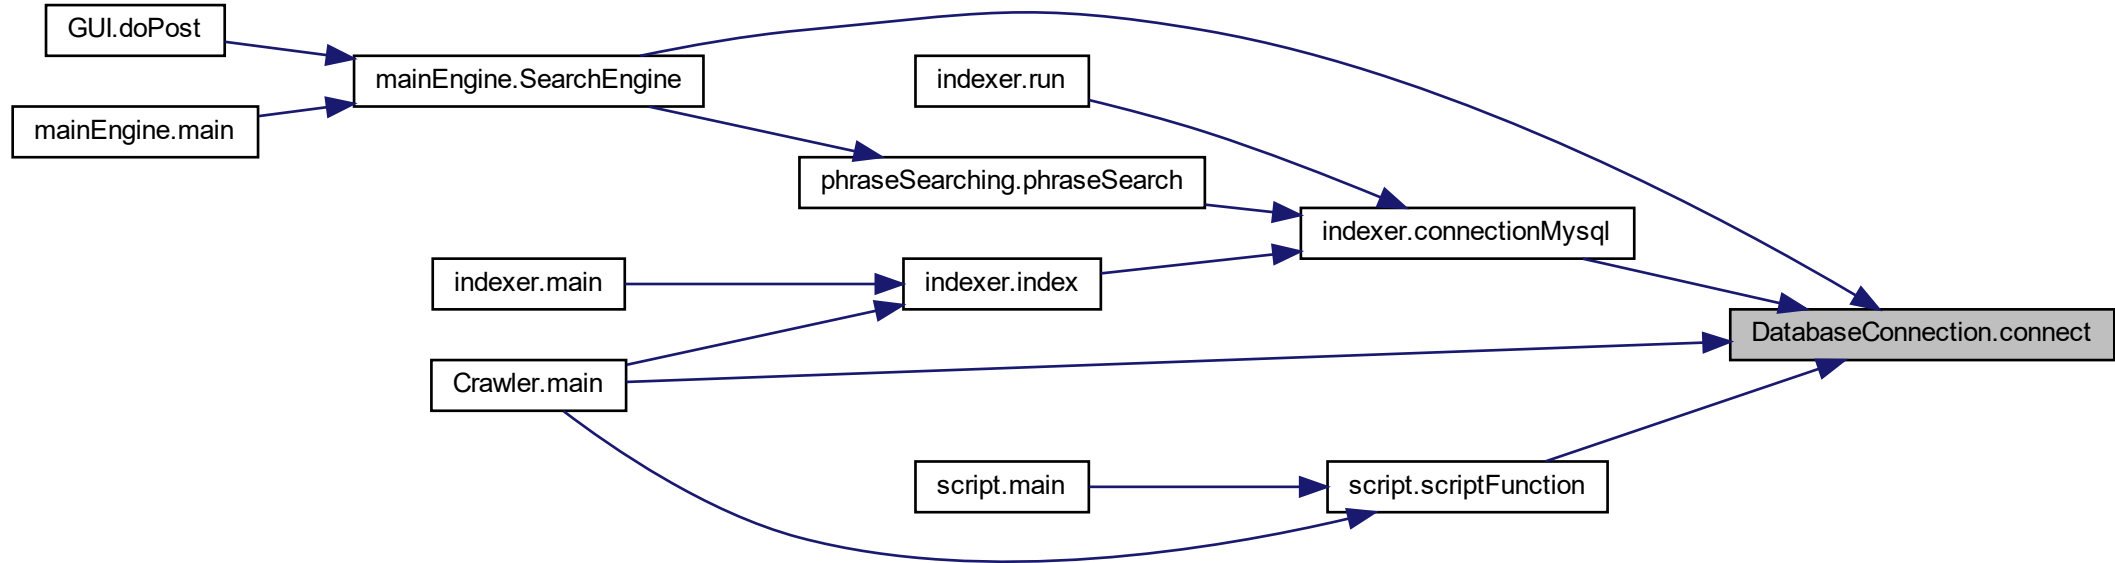 GUI.doPost
mainEngine.SearchEngine
indexer.run
mainEngine.main
phraseSearching.phraseSearch
indexer.connectionMysql
indexer.main
indexer.index
DatabaseConnection.connect
Crawler.main
script.main
script.scriptFunction